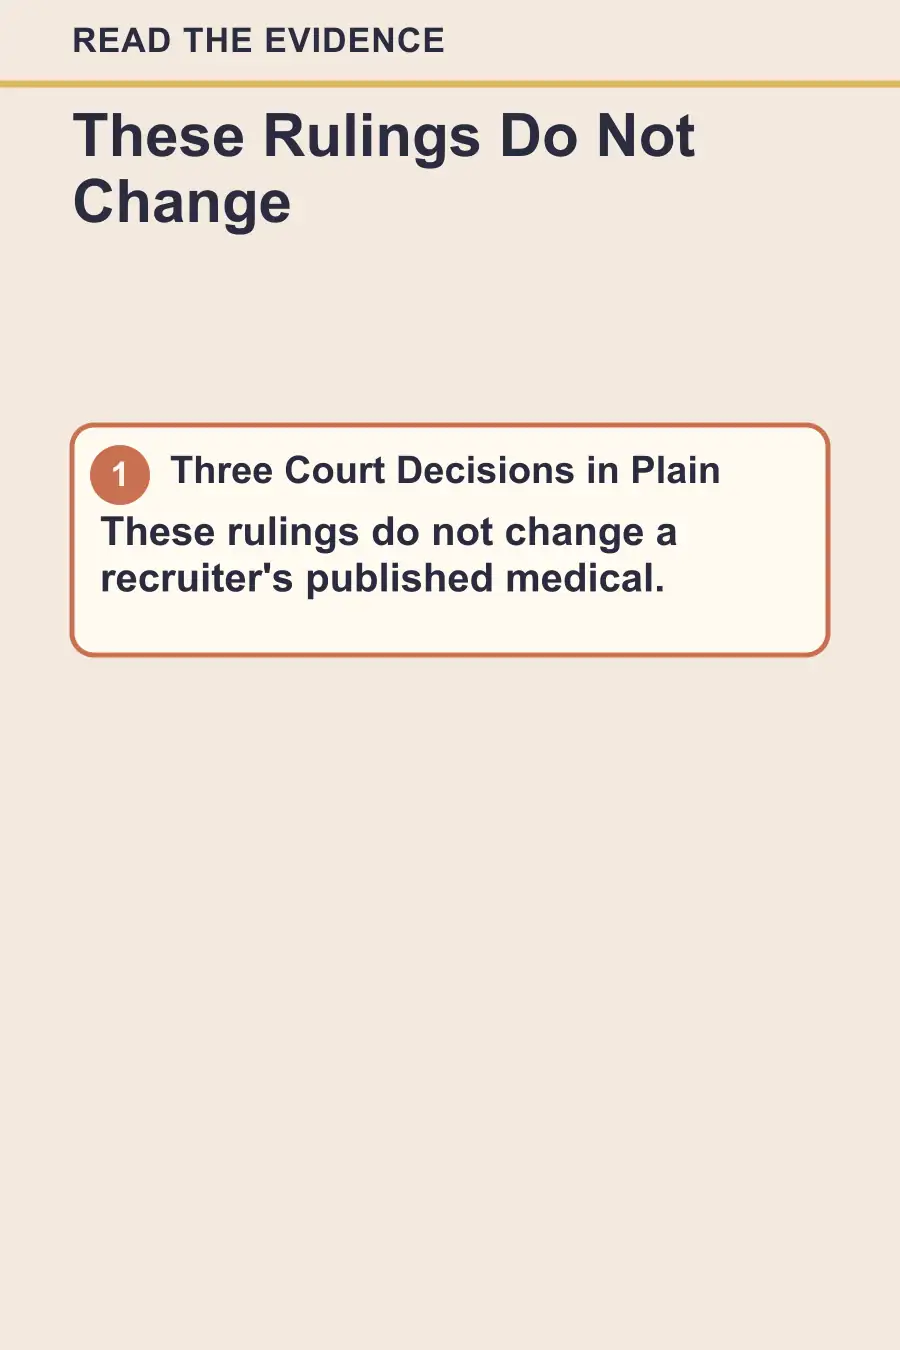 READ THE EVIDENCE
These Rulings Do Not
Change
1 Three Court Decisions in Plain
These rulings do not change a
recruiter's published medical.